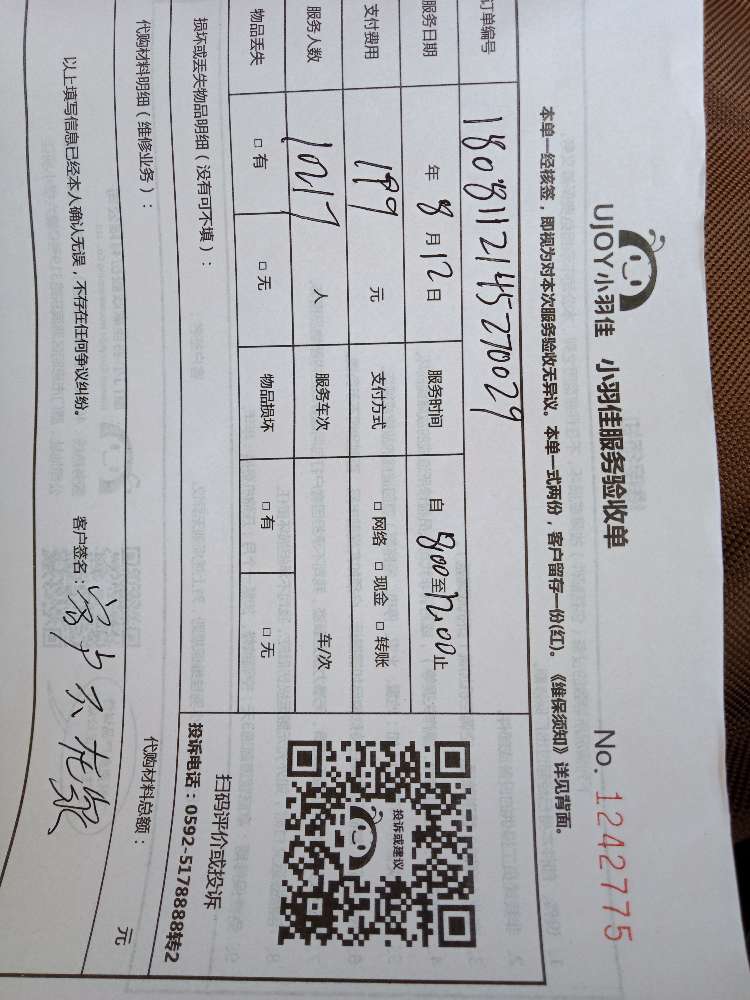 UJOY小羽佳 小羽佳服务验收单 No. 1242775
本单一经核签，即视为对本次服务验收无异议。本单一式两份，客户留存一份(红)。《维保须知》详见背面。
订单编号 1808112145270029
服务日期 年 8 月 12 日 服务时间 自 8:00 至 12:00 止
支付费用 199 元 支付方式 □ 网络 □ 现金 □ 转账
服务人数 10217 人 服务车次 车/次
物品丢失 □ 有 □ 无 物品损坏 □ 有 □ 无
投诉或建议
扫码评价或投诉
投诉电话：0592-5178888转2
损坏或丢失物品明细（没有可不填）：
代购材料明细（维修业务）： 代购材料总额： 元
以上填写信息已经本人确认无误，不存在任何争议纠纷。 客户签名：客户不在家